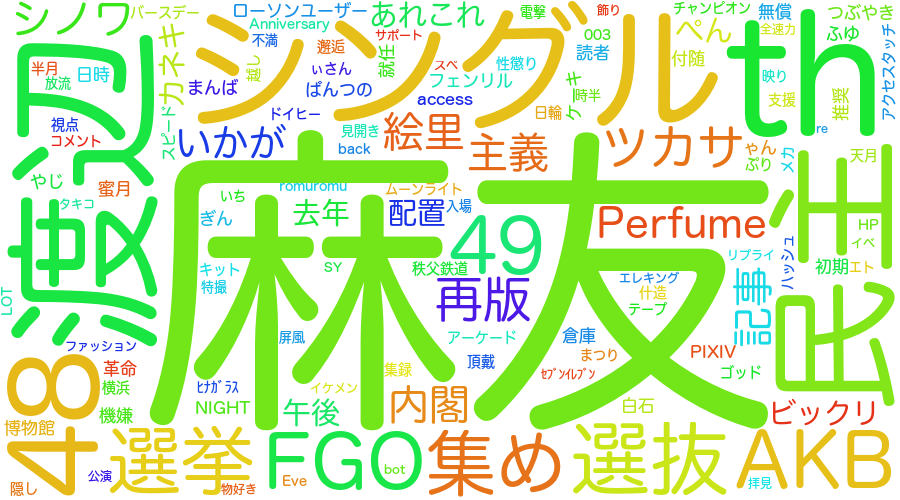 シノワ
バースデー
ローソンユーザー
Anniversary
あれこれ
電撃
飾り
チャンピオン
無償
つぶやき
ふゆ
全速力
アクセスタッチ
渡辺
カネキ
スピード
不満
邂逅
サポート
就任
越し
シングル
003
読者
ぺん
付随
th
半月
放流
日時
まんば
ぃさん
ぱんつの
スペ
フェンリル
性懲り
ケーキ
映り
支援
推奨
視点
コメント
ドイヒー
access
日輪
時半
re
いかが
見開き
back
絵里
主義
ツカサ
ゃん
ぷり
メカ
天月
やじ
蜜月
タキコ
いち
romuromu
ムーンライト
麻友
民主
ぎん
去年
配置
入場
49
Perfume
HP
イベ
キット
特撮
SY
秩父鉄道
再版
エレキング
什造
テープ
リプライ
ハッシュ
初期
エト
記事
LOT
ファッション
屏風
アーケード
倉庫
まつり
PIXIV
48
革命
横浜
ﾋﾅｶﾞﾗｽ
頂戴
集録
ｾﾌﾞﾝｲﾚﾌﾞﾝ
ゴッド
機嫌
NIGHT
午後
イケメン
内閣
白石
ビックリ
博物館
選挙
FGO
集め
選抜
AKB
公演
bot
隠し
物好き
Eve
拝見